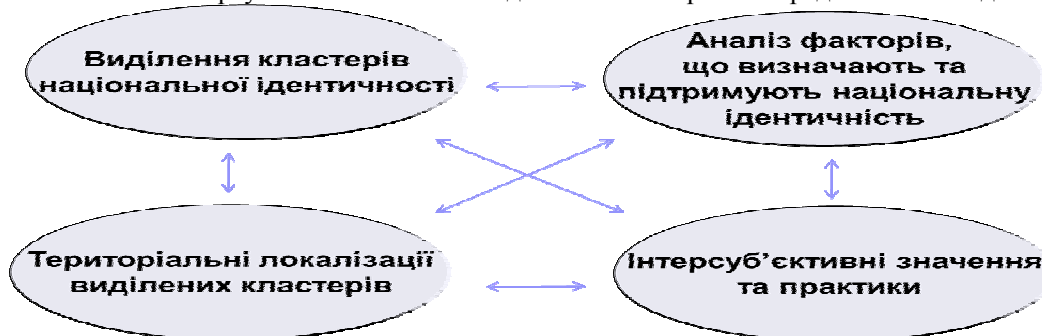 Виділення кластерів
національної ідентичності
Аналіз факторів,
що визначають та
підтримують національну
ідентичність
Територіальні локалізації
виділених кластерів
Інтерсуб’єктивні значення
та практики